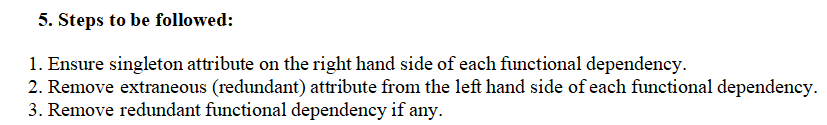 5. Steps to be followed:
1. Ensure singleton attribute on the right hand side of each functional dependency.
2. Remove extraneous (redundant) attribute from the left hand side of each functional dependency.
3. Remove redundant functional dependency if any.